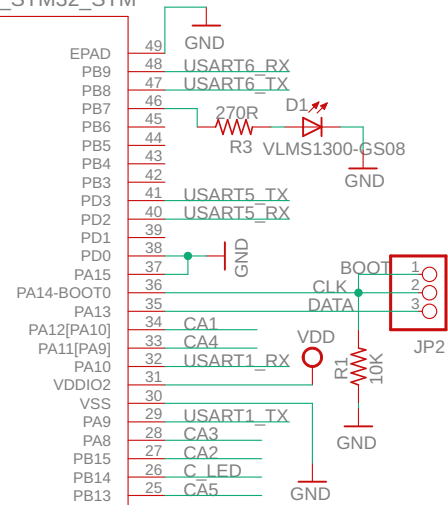 _STM32_STM
EPAD 49 GND
PB9 48 USART6_RX
PB8 47 USART6_TX
PB7 46 270R D1
PB6 45 R3 VLMS1300-GS08
PB5 44
PB4 43 GND
PB3 42
PD3 41 USART5_TX
PD2 40 USART5_RX
PD1 39
PD0 38 GND
PA15 37 BOOT 1
PA14-BOOT0 36 CLK 2
PA13 35 DATA 3
PA12[PA10] 34 CA1 VDD JP2
PA11[PA9] 33 CA4
PA10 32 USART1_RX R1 10K
VDDIO2 31
VSS 30
PA9 29 USART1_TX
PA8 28 CA3 GND
PB15 27 CA2
PB14 26 C_LED
PB13 25 CA5 GND